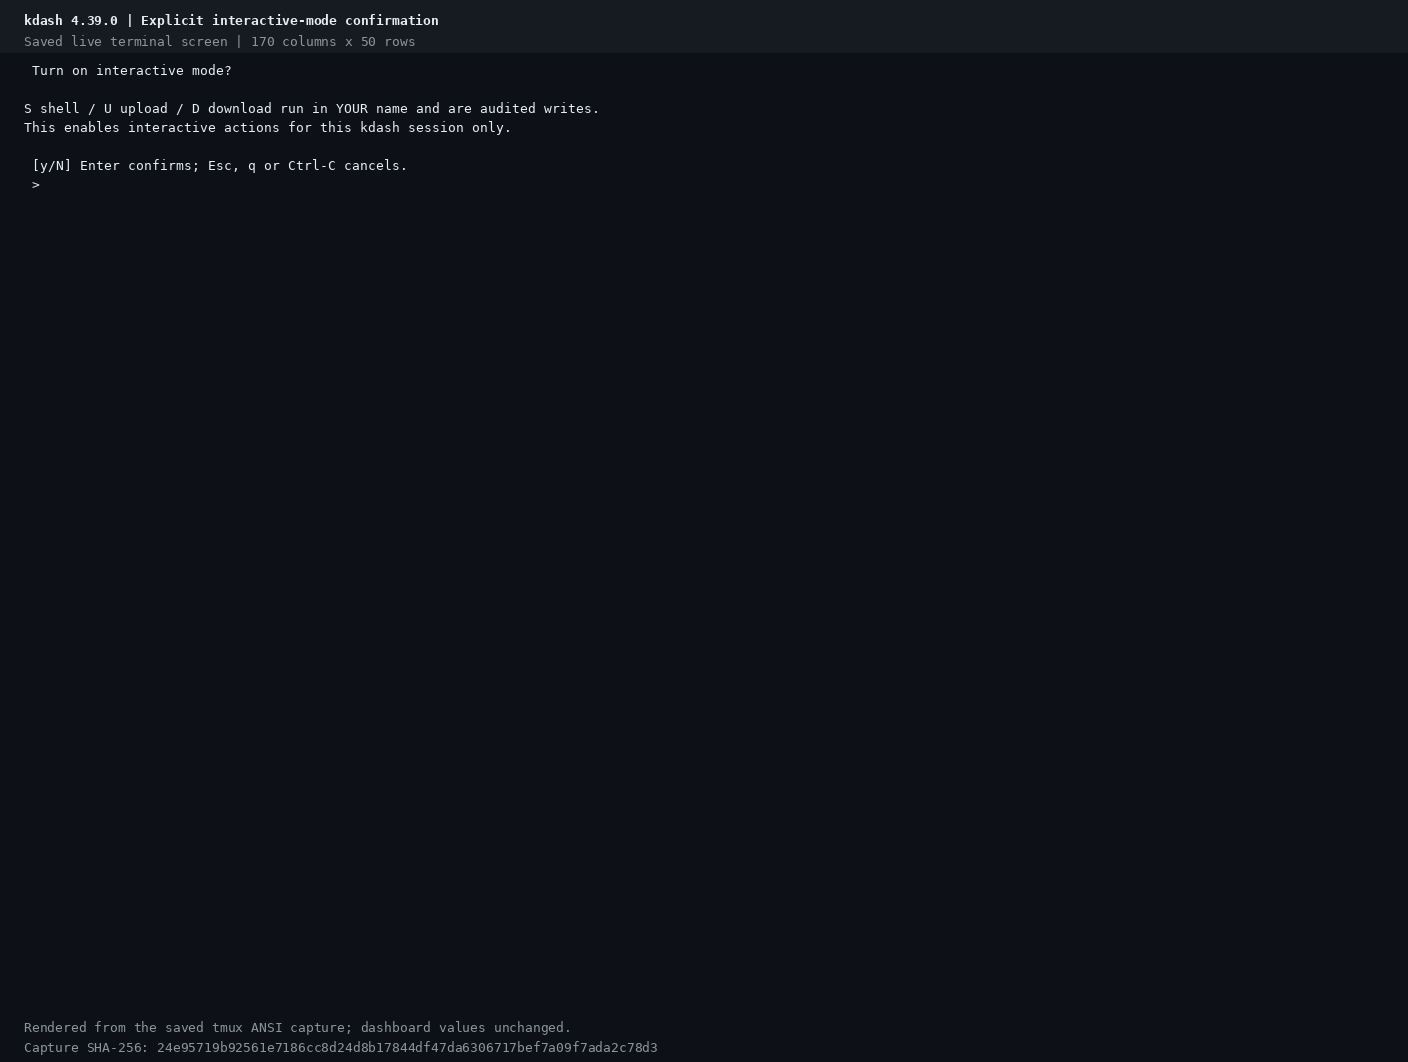 kdash 4.39.0 | Explicit interactive-mode confirmation
Saved live terminal screen | 170 columns x 50 rows
Turn on interactive mode?
S shell / U upload / D download run in YOUR name and are audited writes.
This enables interactive actions for this kdash session only.
[y/N] Enter confirms; Esc, q or Ctrl-C cancels.
>
Rendered from the saved tmux ANSI capture; dashboard values unchanged.
Capture SHA-256: 24e95719b92561e7186cc8d24d8b17844df47da6306717bef7a09f7ada2c78d3